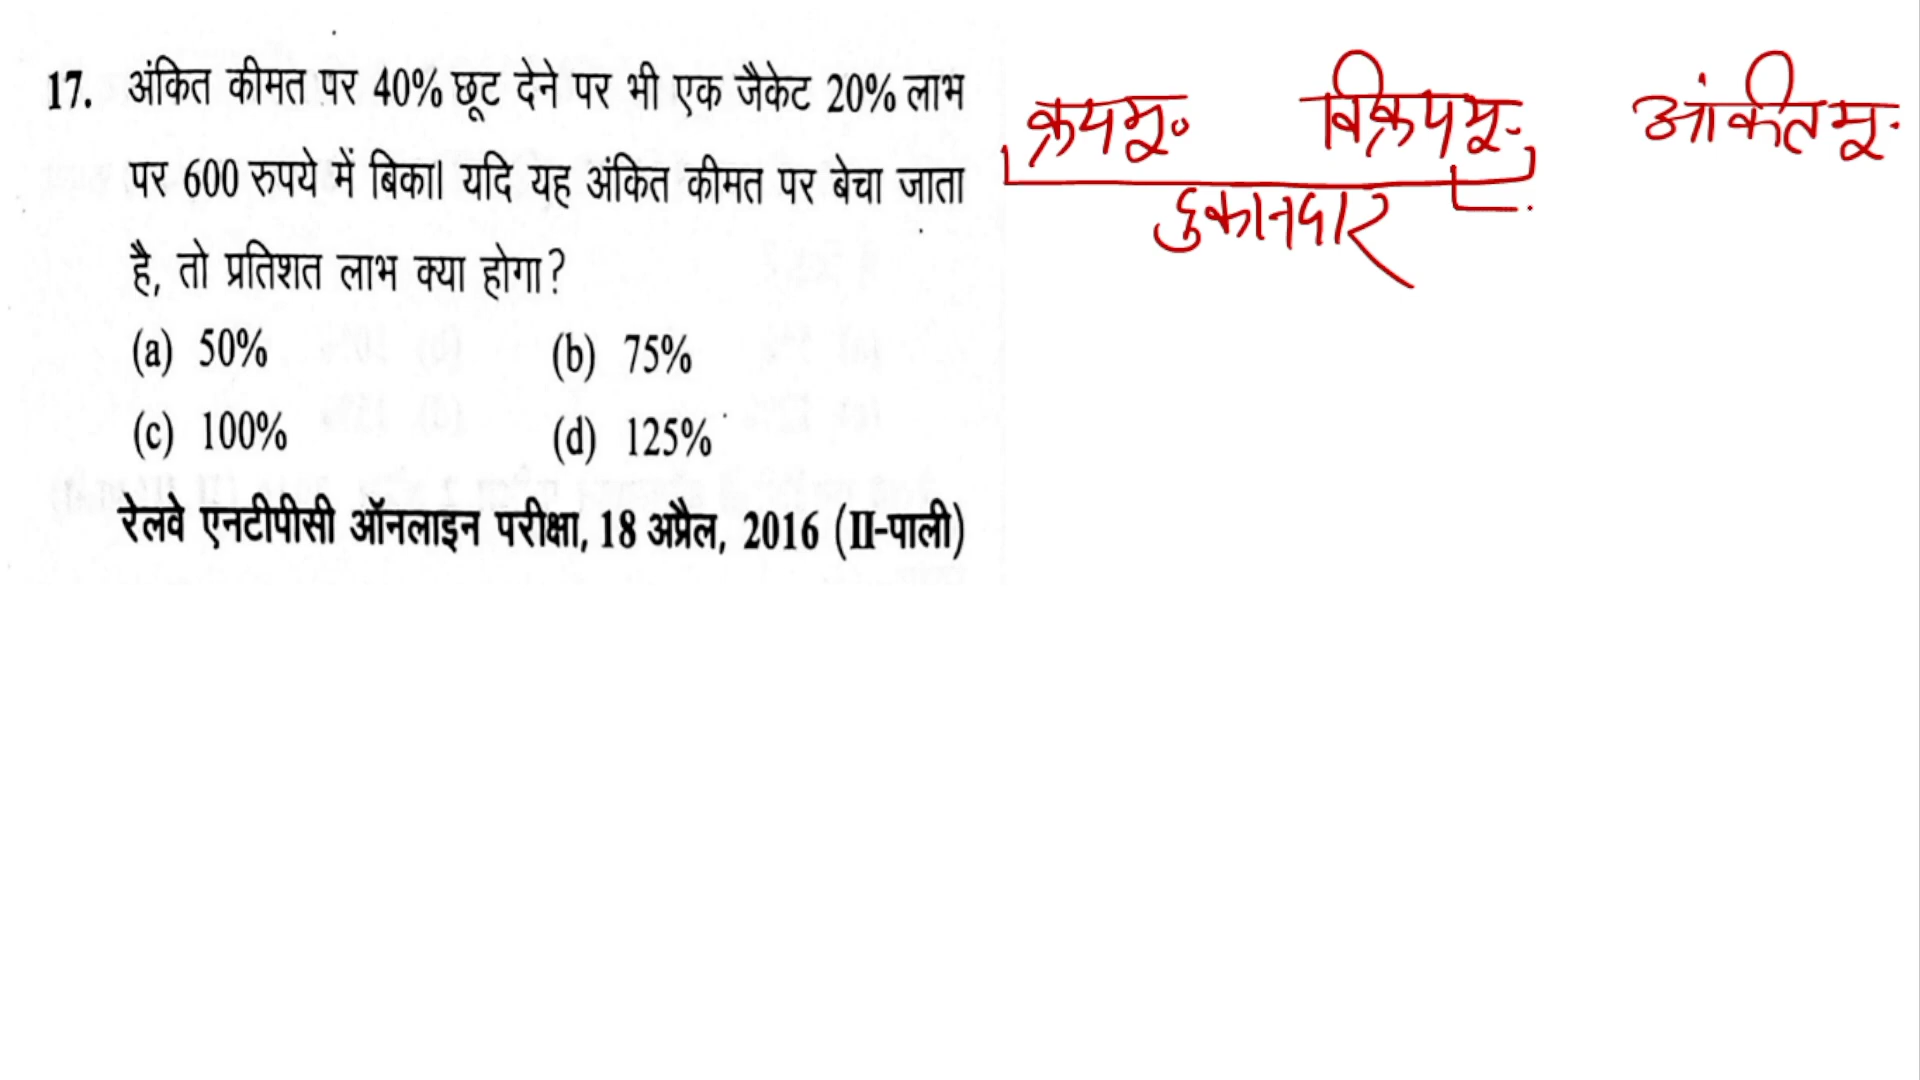 17. अंकित कीमत पर 40% छूट देने पर भी एक जैकेट 20% लाभ
पर 600 रुपये में बिका। यदि यह अंकित कीमत पर बेचा जाता
है, तो प्रतिशत लाभ क्या होगा?
(a) 50% (b) 75%
(c) 100% (d) 125%
रेलवे एनटीपीसी ऑनलाइन परीक्षा, 18 अप्रैल, 2016 (II-पाली)
क्रयमू० विक्रयमू. अंकितमू.
दुकानदार